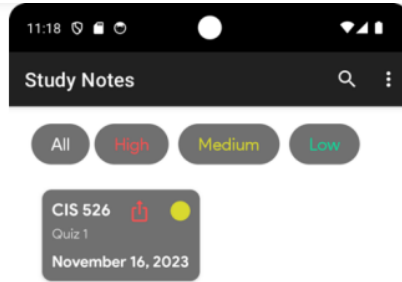 11:18
Study Notes
All High Medium Low
CIS 526
Quiz 1
November 16, 2023